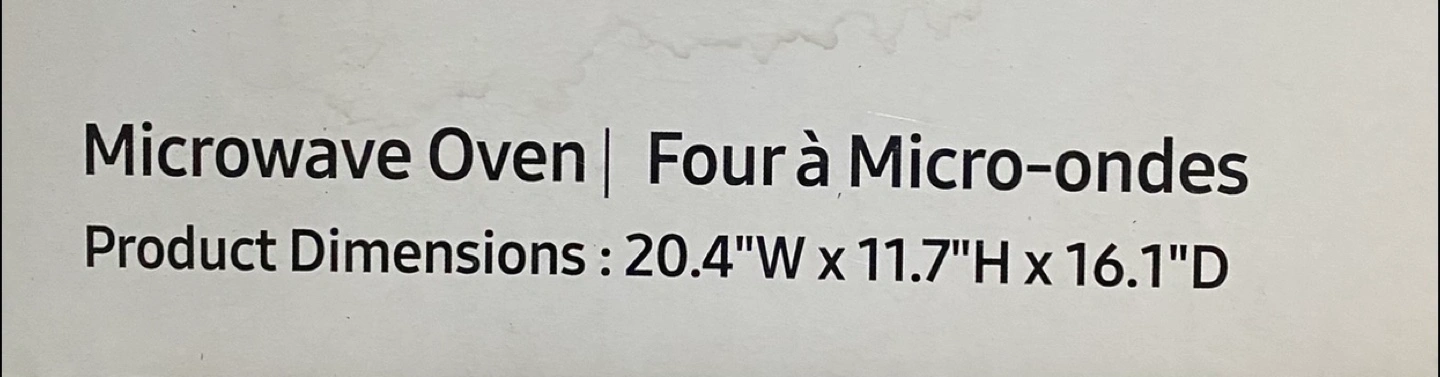 Microwave Oven | Four à Micro-ondes
Product Dimensions : 20.4"W x 11.7"H x 16.1"D